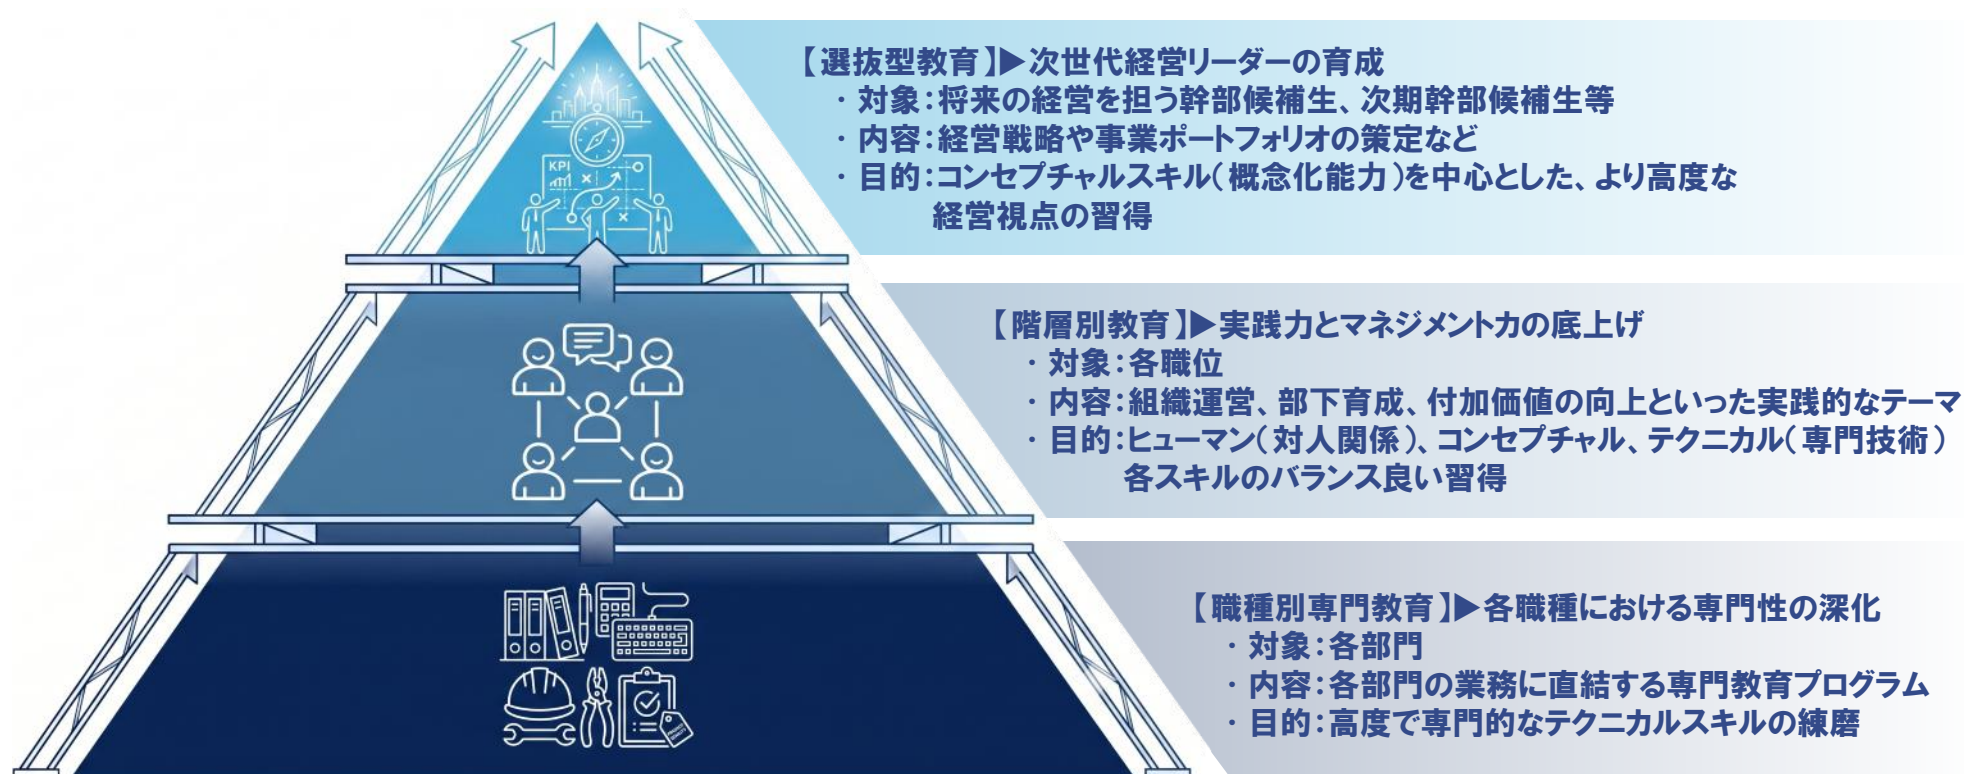 【選抜型教育】▶次世代経営リーダーの育成
・対象：将来の経営を担う幹部候補生、次期幹部候補生等
・内容：経営戦略や事業ポートフォリオの策定など
・目的：コンセプチャルスキル（概念化能力）を中心とした、より高度な
経営視点の習得
KPI
【階層別教育】▶実践力とマネジメント力の底上げ
・対象：各職位
・内容：組織運営、部下育成、付加価値の向上といった実践的なテーマ
・目的：ヒューマン（対人関係）、コンセプチャル、テクニカル（専門技術）
各スキルのバランス良い習得
【職種別専門教育】▶各職種における専門性の深化
・対象：各部門
・内容：各部門の業務に直結する専門教育プログラム
・目的：高度で専門的なテクニカルスキルの練磨